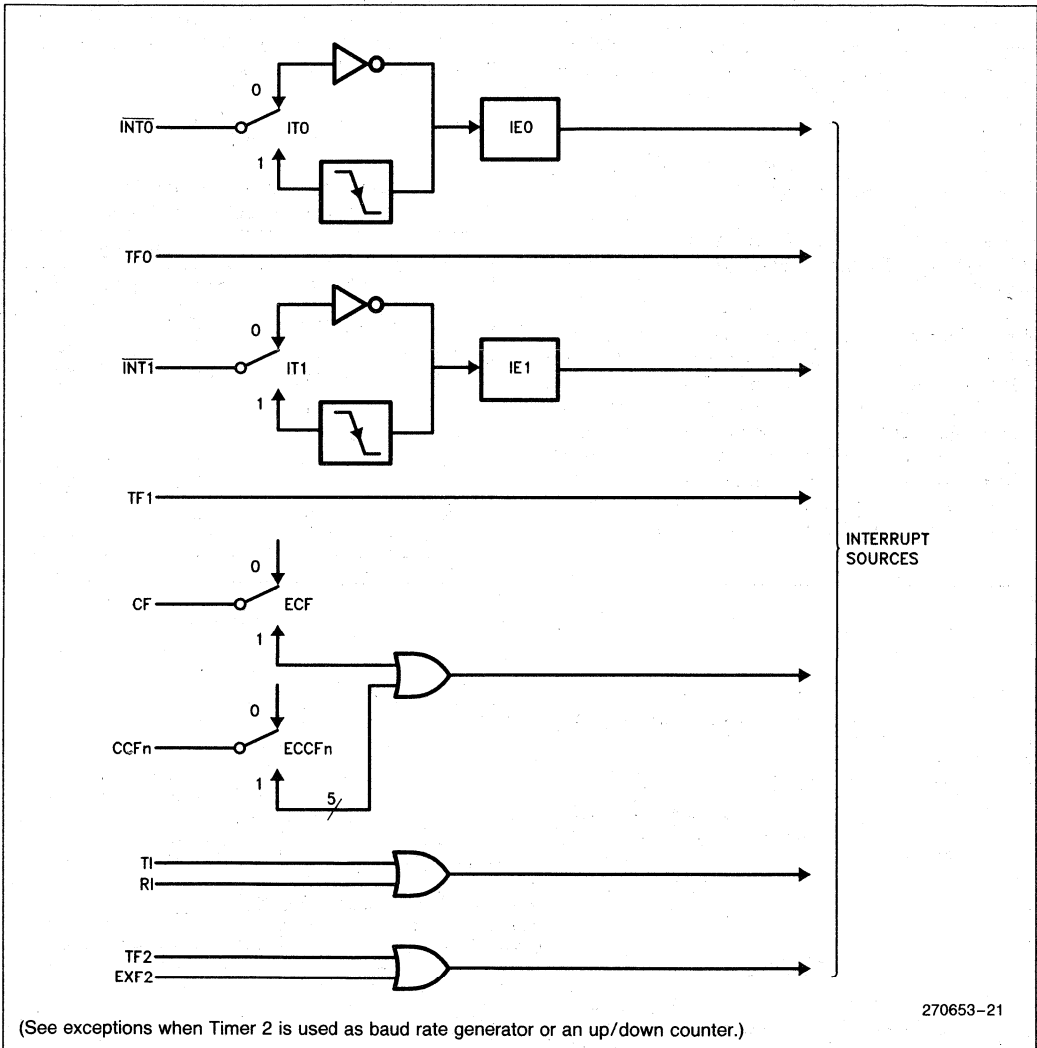 0
INT0
IT0
IE0
1
TF0
0
INT1
IT1
IE1
1
TF1
INTERRUPT
SOURCES
0
CF
ECF
1
0
CCFn
ECCFn
1
5
TI
RI
TF2
EXF2
270653-21
(See exceptions when Timer 2 is used as baud rate generator or an up/down counter.)